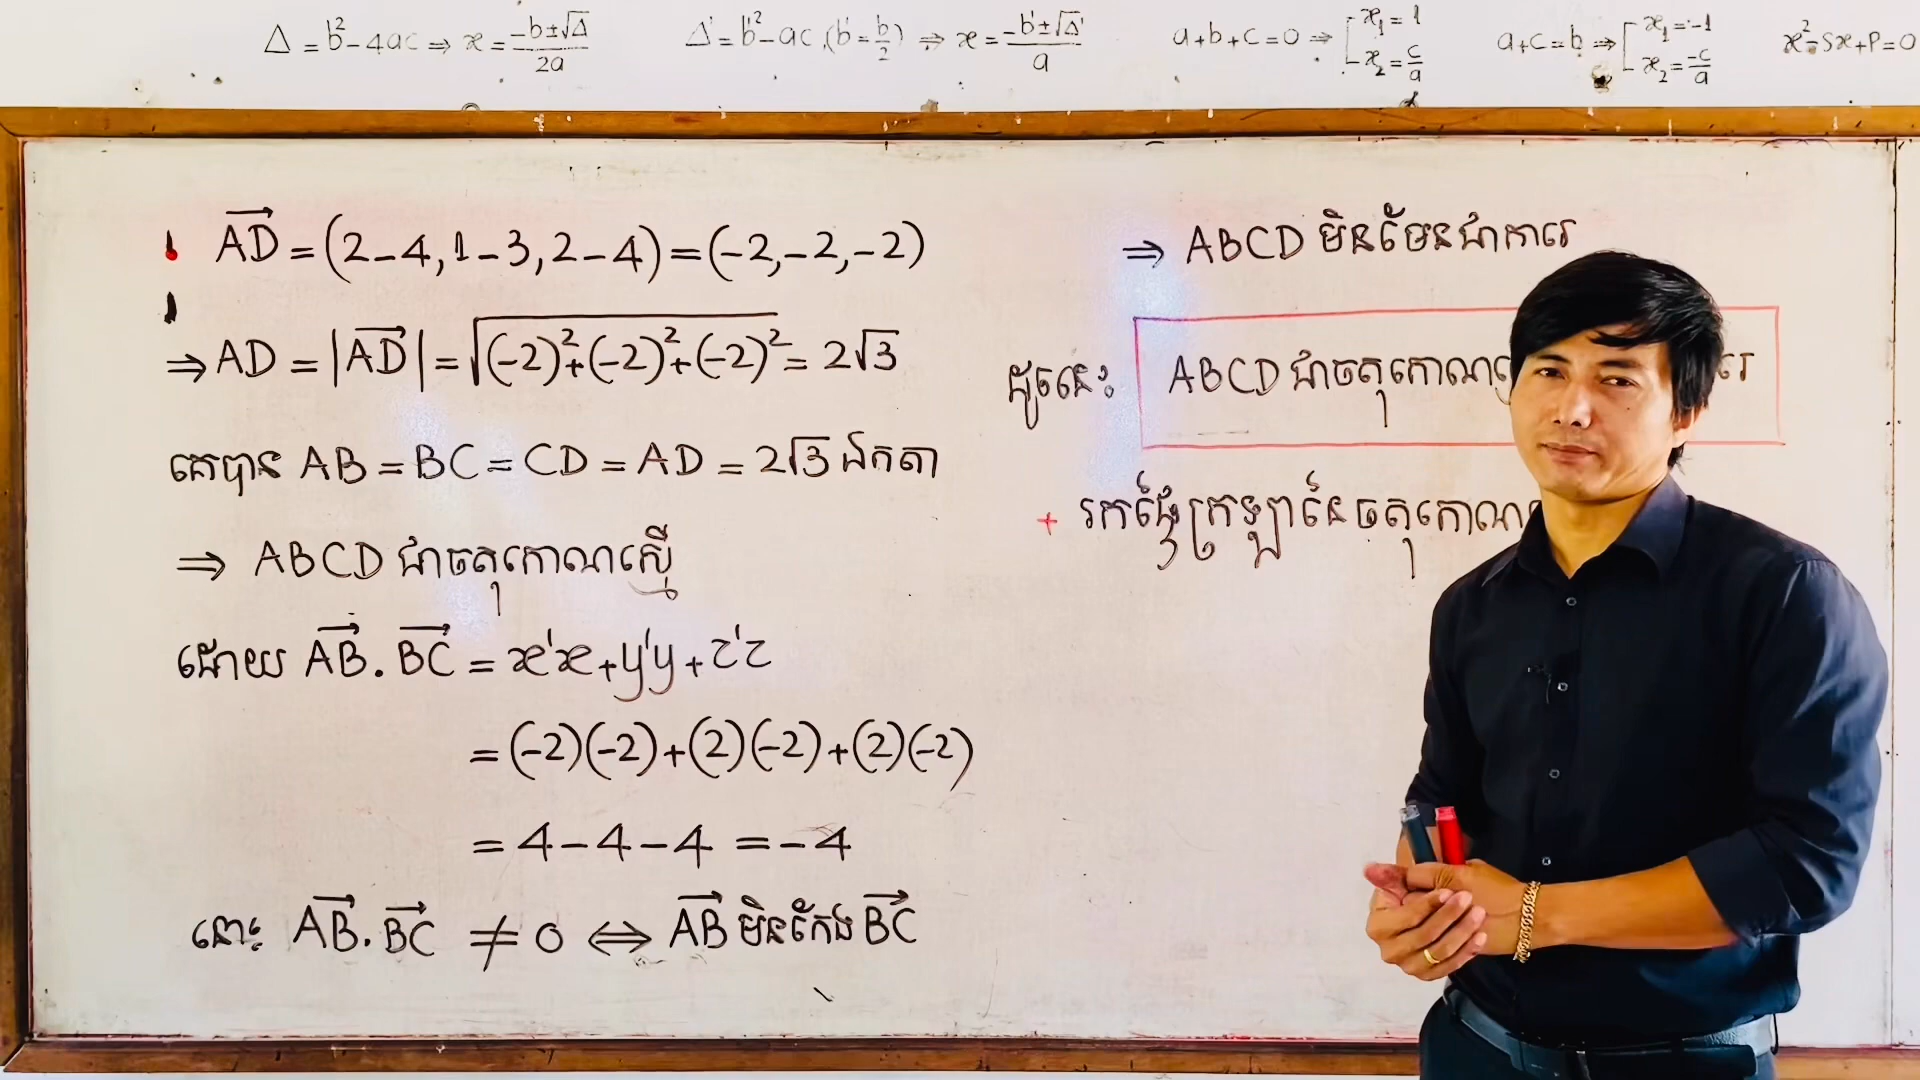 Δ = b² - 4ac ⇒ x = (-b ± √Δ) / 2a
Δ' = b'² - ac, (b' = b/2) ⇒ x = (-b' ± √Δ') / a
a + b + c = 0 ⇒ [ x₁ = 1 x₂ = c/a
a + c = b ⇒ [ x₁ = -1 x₂ = -c/a
x² - Sx + P = 0
AD⃗ = (2-4, 1-3, 2-4) = (-2, -2, -2)
⇒ AD = |AD⃗| = √(-2)² + (-2)² + (-2)² = 2√3
គេបាន AB = BC = CD = AD = 2√3 ឯកតា
⇒ ABCD ជាចតុកោណស្មើ
ដោយ AB⃗ . BC⃗ = x'x + y'y + z'z
= (-2)(-2) + (2)(-2) + (2)(-2)
= 4 - 4 - 4 = -4
នោះ AB⃗ . BC⃗ ≠ 0 ⇔ AB⃗ មិនកែង BC⃗
⇒ ABCD មិនមែនជាការេ
ដូចនេះ ABCD ជាចតុកោណ
+ រកផ្ទៃក្រឡានៃចតុកោណ